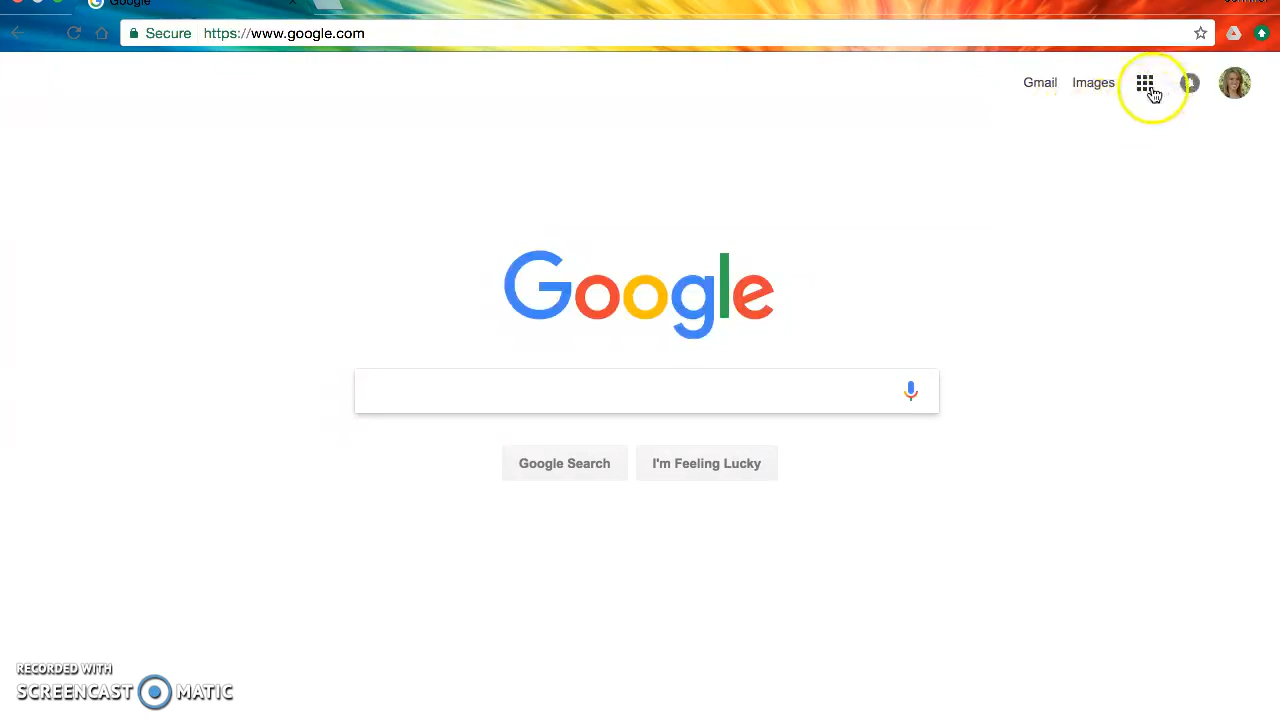 Google
Secure https://www.google.com
Gmail Images
Google
Google Search I'm Feeling Lucky
RECORDED WITH
SCREENCAST MATIC